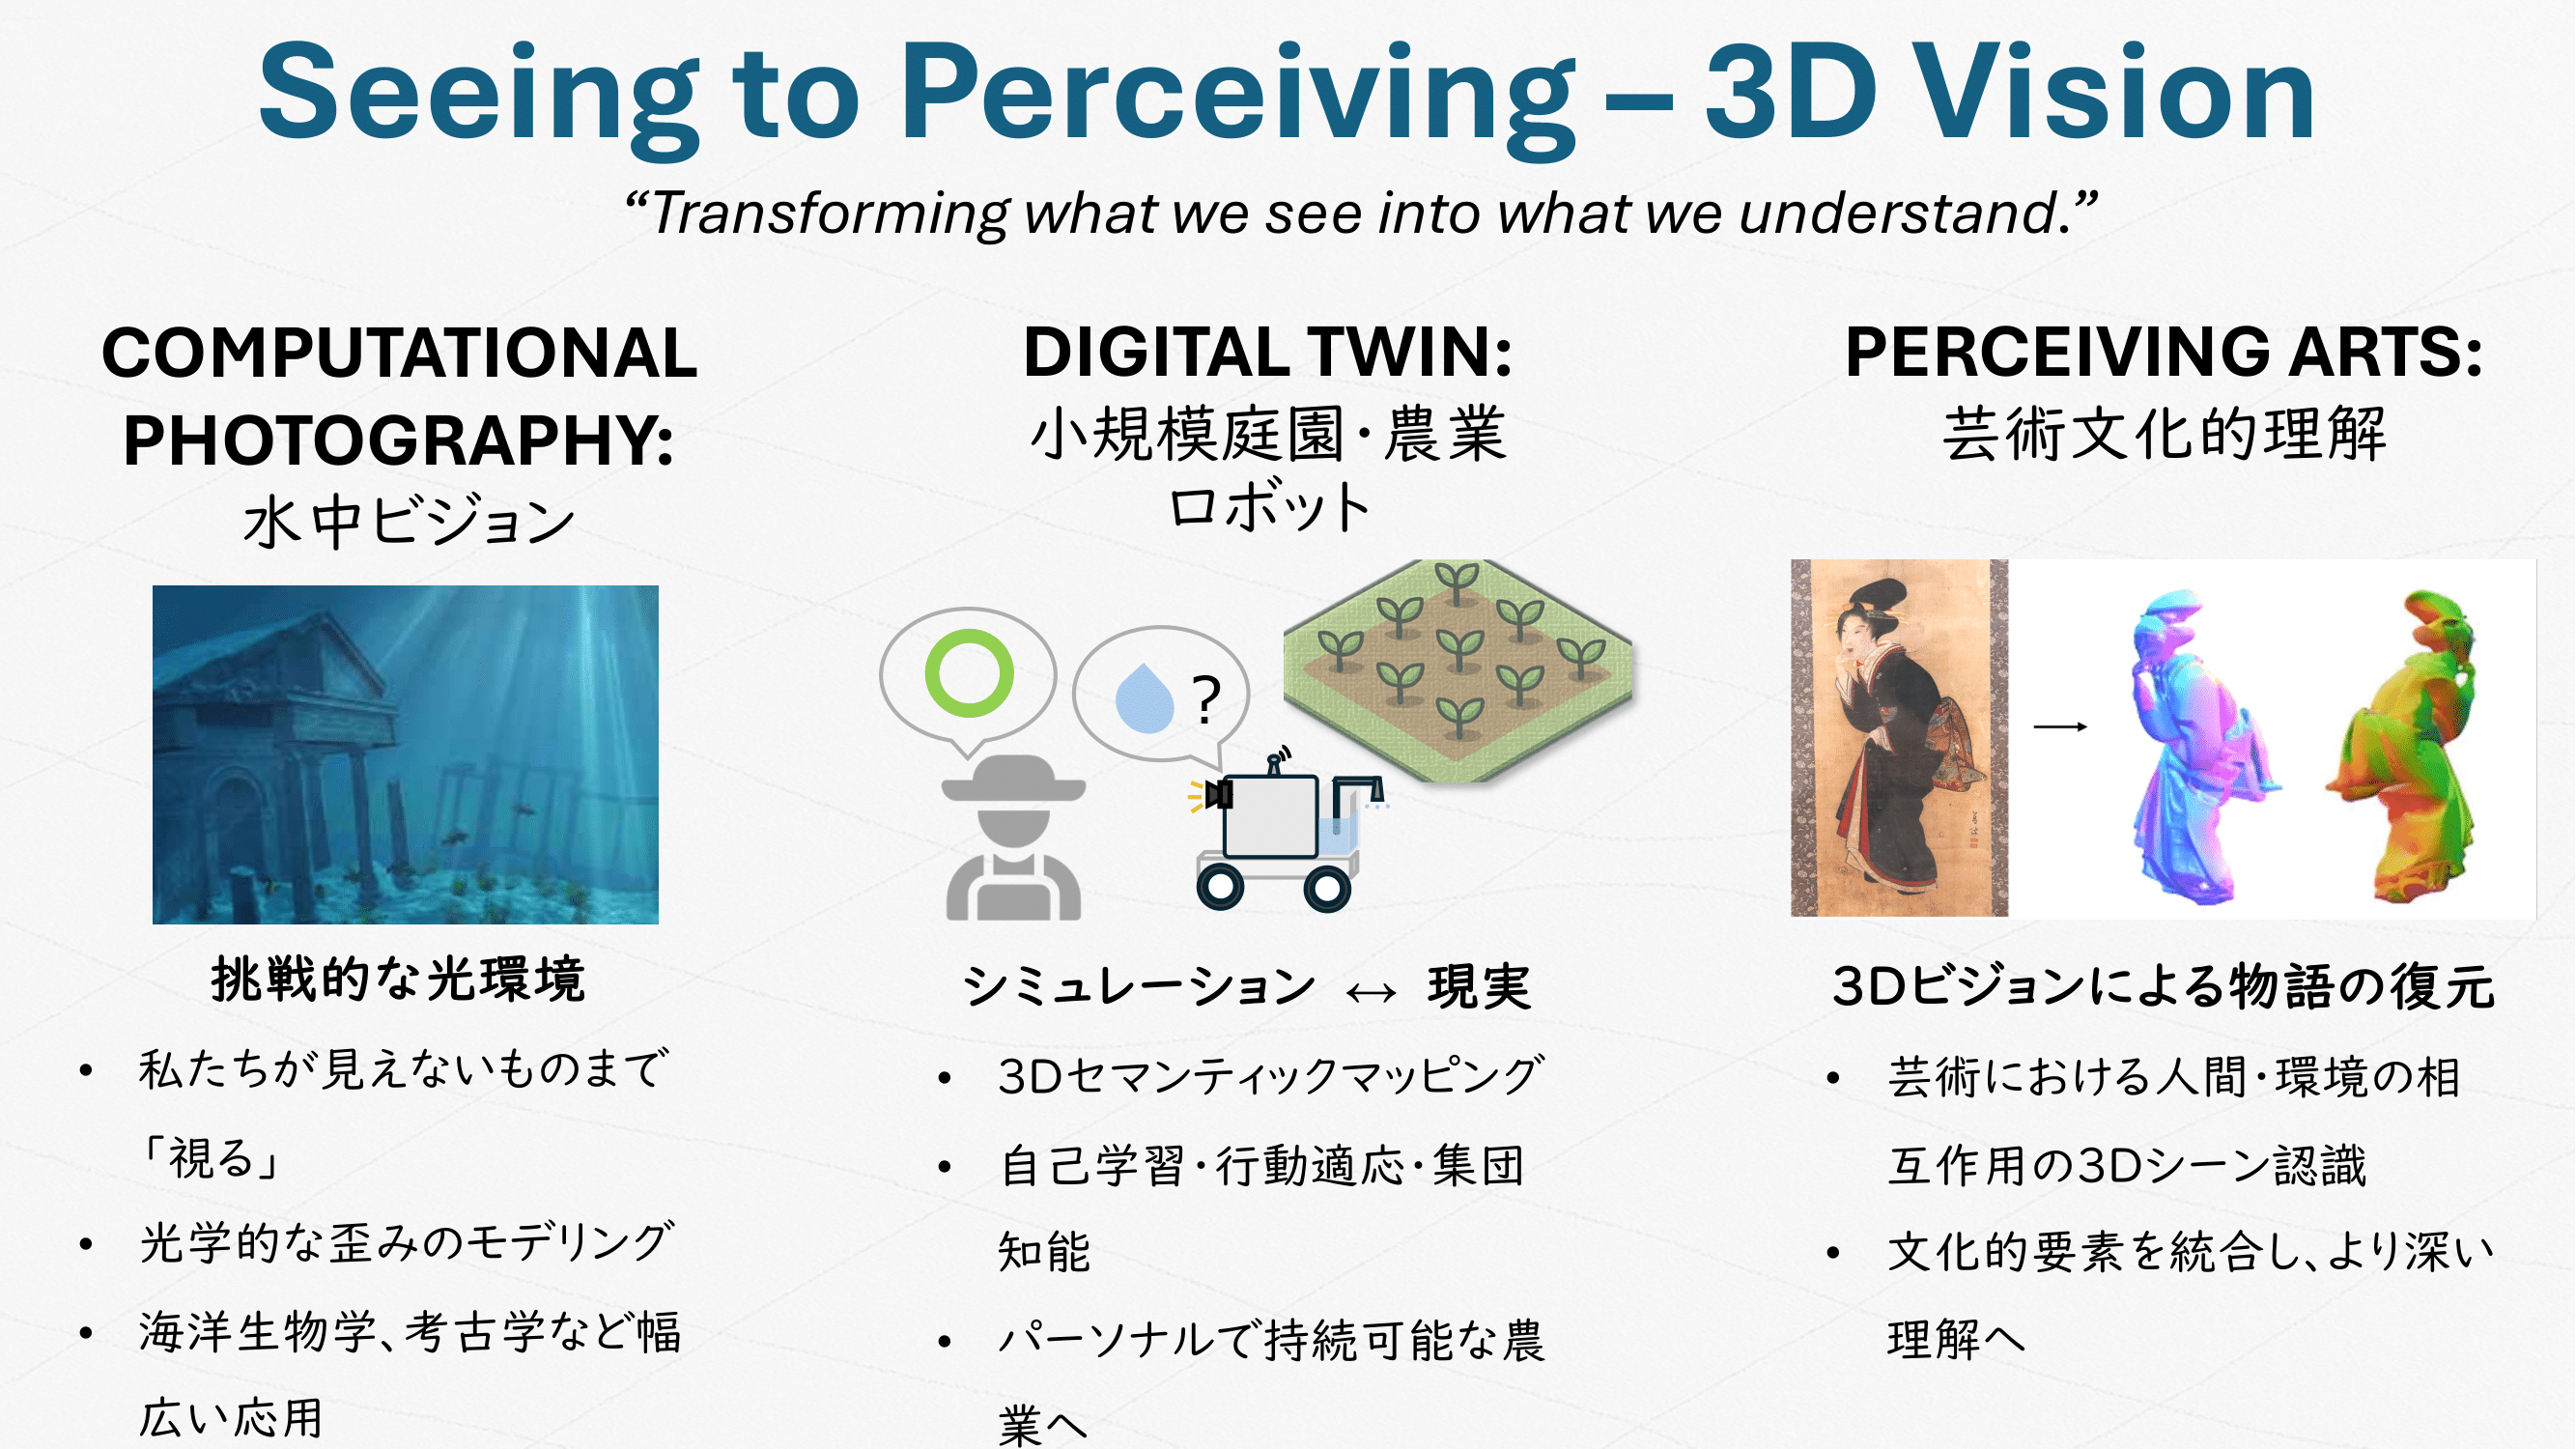 Seeing to Perceiving – 3D Vision
“Transforming what we see into what we understand.”
COMPUTATIONAL
PHOTOGRAPHY:
水中ビジョン
挑戦的な光環境
• 私たちが見えないものまで
「視る」
• 光学的な歪みのモデリング
• 海洋生物学、考古学など幅
広い応用
DIGITAL TWIN:
小規模庭園・農業
ロボット
?
シミュレーション ↔ 現実
• 3Dセマンティックマッピング
• 自己学習・行動適応・集団
知能
• パーソナルで持続可能な農
業へ
PERCEIVING ARTS:
芸術文化的理解
3Dビジョンによる物語の復元
• 芸術における人間・環境の相
互作用の3Dシーン認識
• 文化的要素を統合し、より深い
理解へ